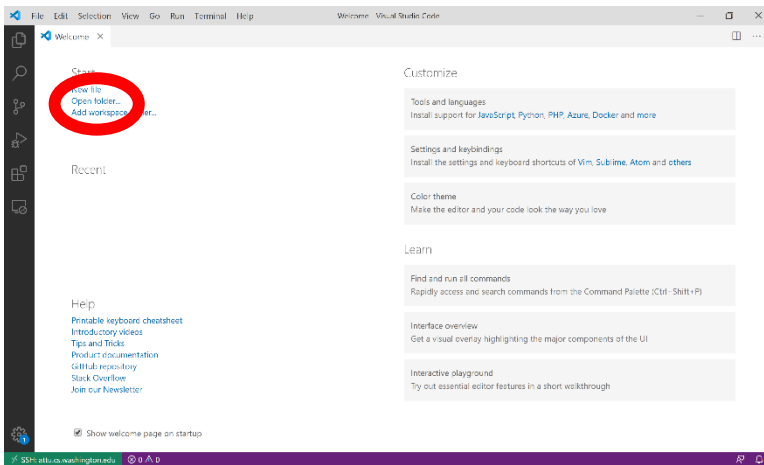 File Edit Selection View Go Run Terminal Help
Welcome - Visual Studio Code
Welcome
Start
New file
Open folder...
Add workspace
Recent
Help
Printable keyboard cheatsheet
Introductory videos
Tips and Tricks
Product documentation
GitHub repository
Stack Overflow
Join our Newsletter
Show welcome page on startup
Customize
Tools and languages
Install support for JavaScript, Python, PHP, Azure, Docker and more
Settings and keybindings
Install the settings and keyboard shortcuts of Vim, Sublime, Atom and others
Color theme
Make the editor and your code look the way you love
Learn
Find and run all commands
Rapidly access and search commands from the Command Palette (Ctrl+Shift+P)
Interface overview
Get a visual overlay highlighting the major components of the UI
Interactive playground
Try out essential editor features in a short walkthrough
1
SSH: attu.cs.washington.edu 0 0